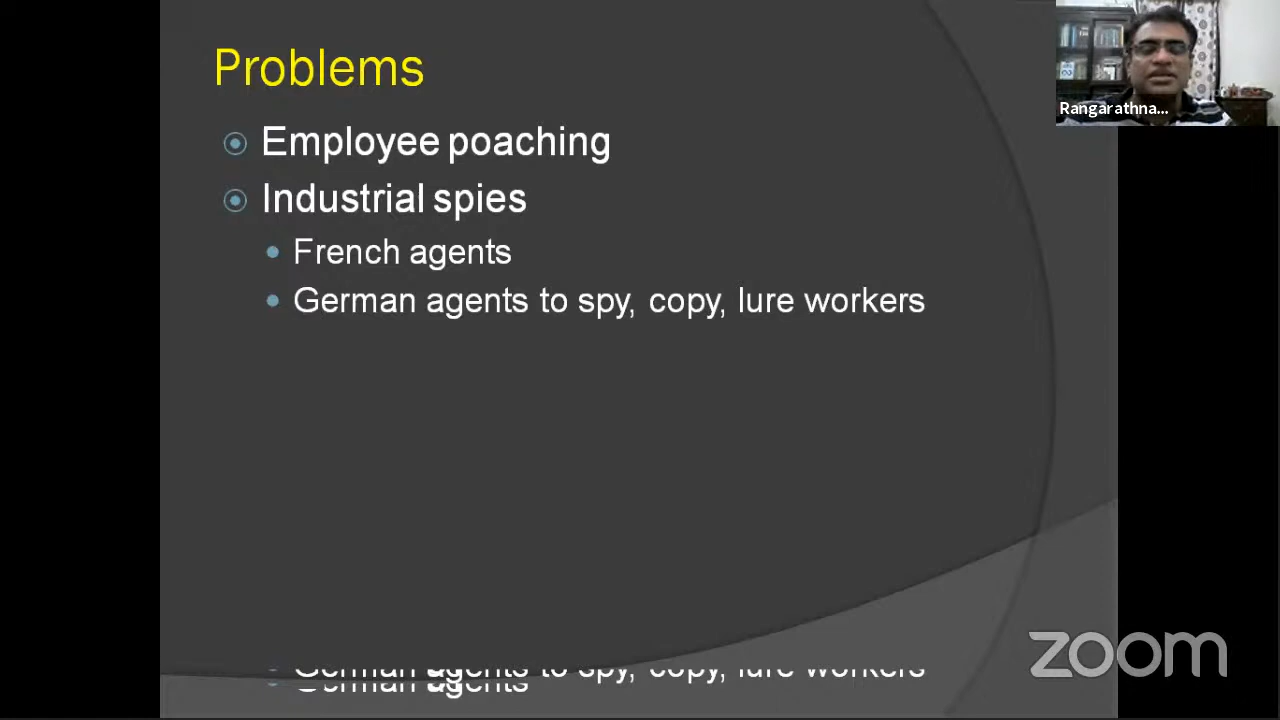 Problems
Employee poaching
Industrial spies
French agents
German agents to spy, copy, lure workers
Rangarathna...
zoom
German agents to spy, copy, lure workers
German agents